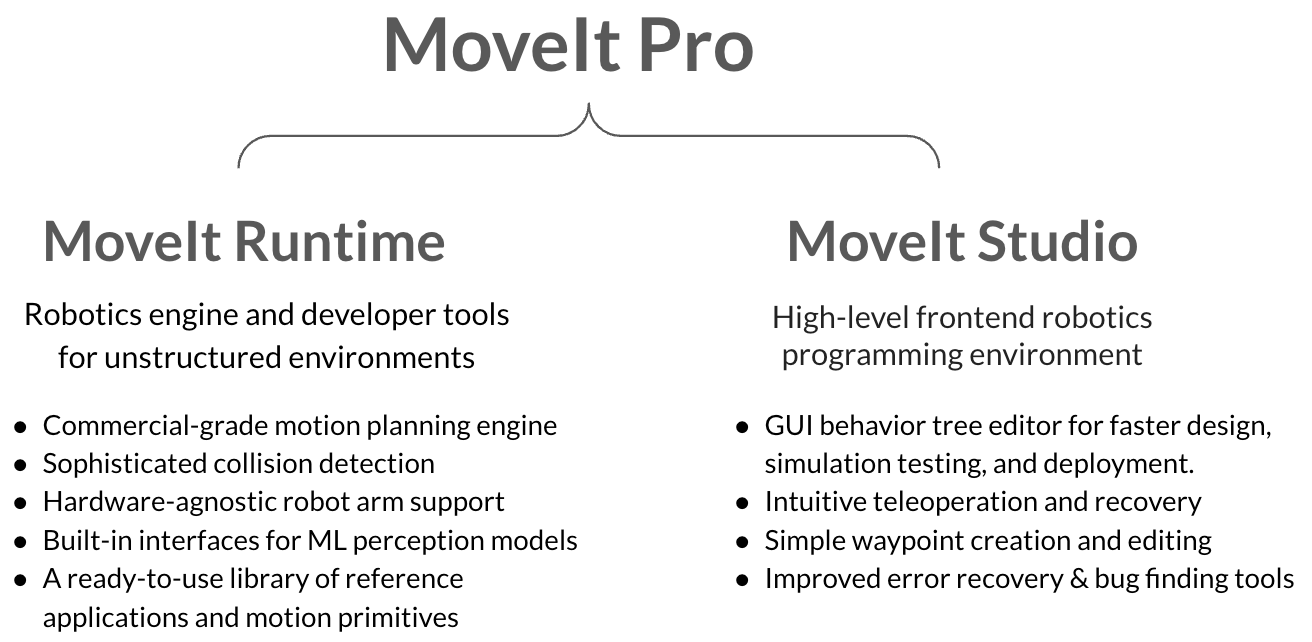 MoveIt Pro
MoveIt Runtime
Robotics engine and developer tools
for unstructured environments
● Commercial-grade motion planning engine
● Sophisticated collision detection
● Hardware-agnostic robot arm support
● Built-in interfaces for ML perception models
● A ready-to-use library of reference
applications and motion primitives
MoveIt Studio
High-level frontend robotics
programming environment
● GUI behavior tree editor for faster design,
simulation testing, and deployment.
● Intuitive teleoperation and recovery
● Simple waypoint creation and editing
● Improved error recovery & bug finding tools